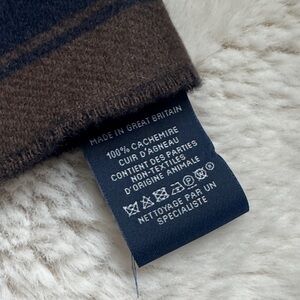 MADE IN GREAT BRITAIN
100% CACHEMIRE
CUIR D'AGNEAU
CONTIENT DES PARTIES
NON-TEXTILES
D'ORIGINE ANIMALE
NETTOYAGE PAR UN
SPECIALISTE